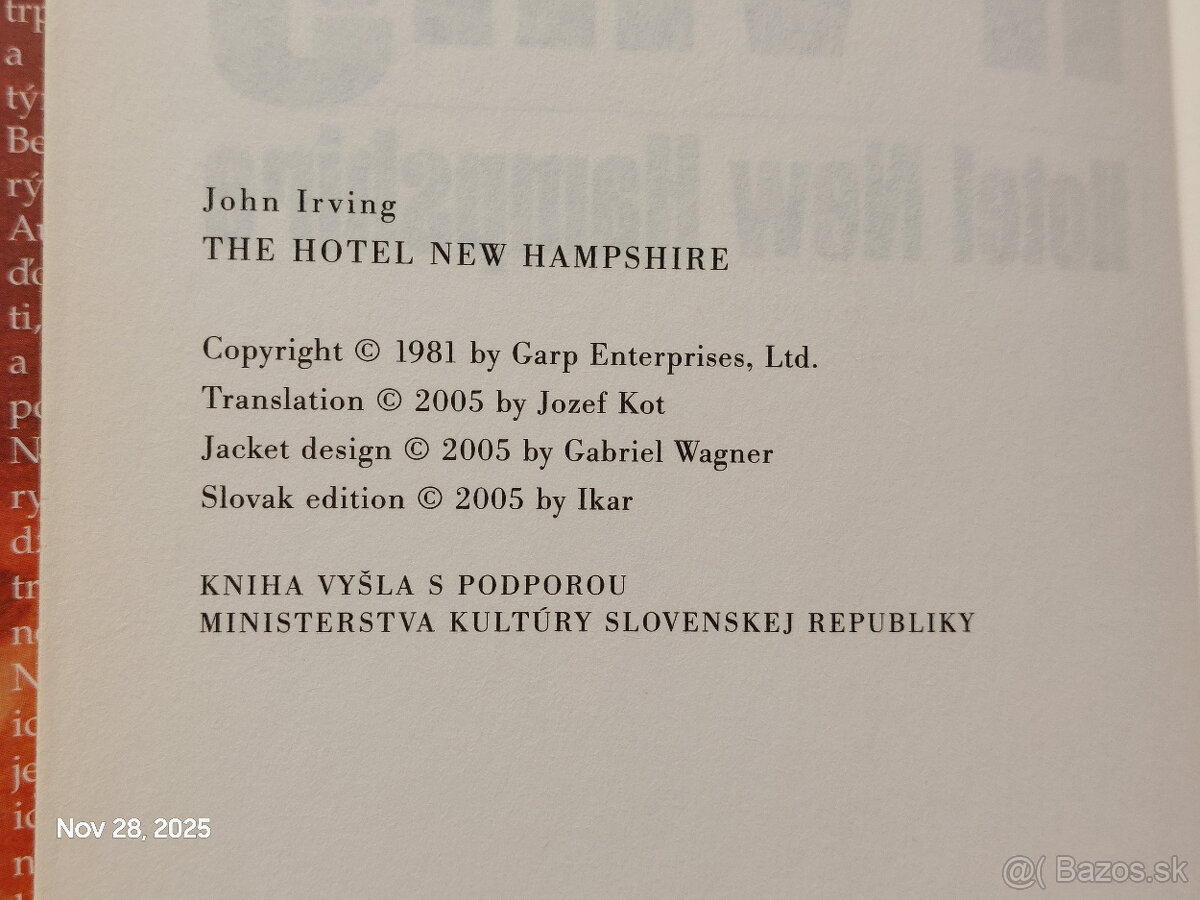 John Irving
THE HOTEL NEW HAMPSHIRE
Copyright © 1981 by Garp Enterprises, Ltd.
Translation © 2005 by Jozef Kot
Jacket design © 2005 by Gabriel Wagner
Slovak edition © 2005 by Ikar
KNIHA VYŠLA S PODPOROU
MINISTERSTVA KULTÚRY SLOVENSKEJ REPUBLIKY
Nov 28, 2025
@( Bazos.sk